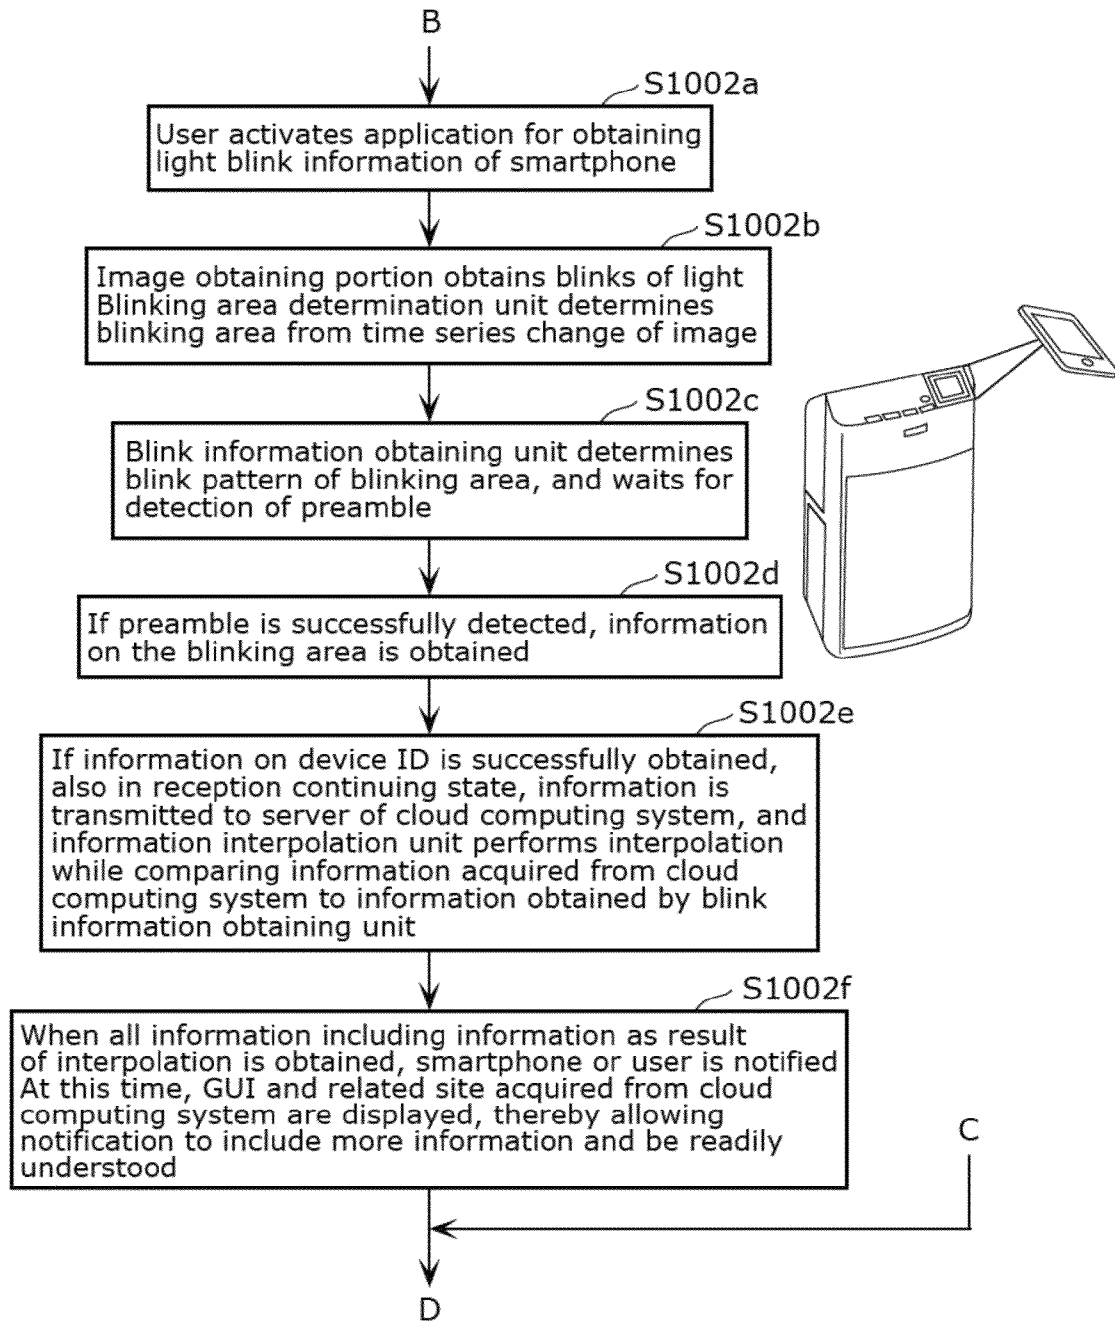 B
S1002a
User activates application for obtaining
light blink information of smartphone
S1002b
Image obtaining portion obtains blinks of light
Blinking area determination unit determines
blinking area from time series change of image
S1002c
Blink information obtaining unit determines
blink pattern of blinking area, and waits for
detection of preamble
S1002d
If preamble is successfully detected, information
on the blinking area is obtained
S1002e
If information on device ID is successfully obtained,
also in reception continuing state, information is
transmitted to server of cloud computing system, and
information interpolation unit performs interpolation
while comparing information acquired from cloud
computing system to information obtained by blink
information obtaining unit
S1002f
When all information including information as result
of interpolation is obtained, smartphone or user is notified
At this time, GUI and related site acquired from cloud
computing system are displayed, thereby allowing
notification to include more information and be readily
understood
C
D